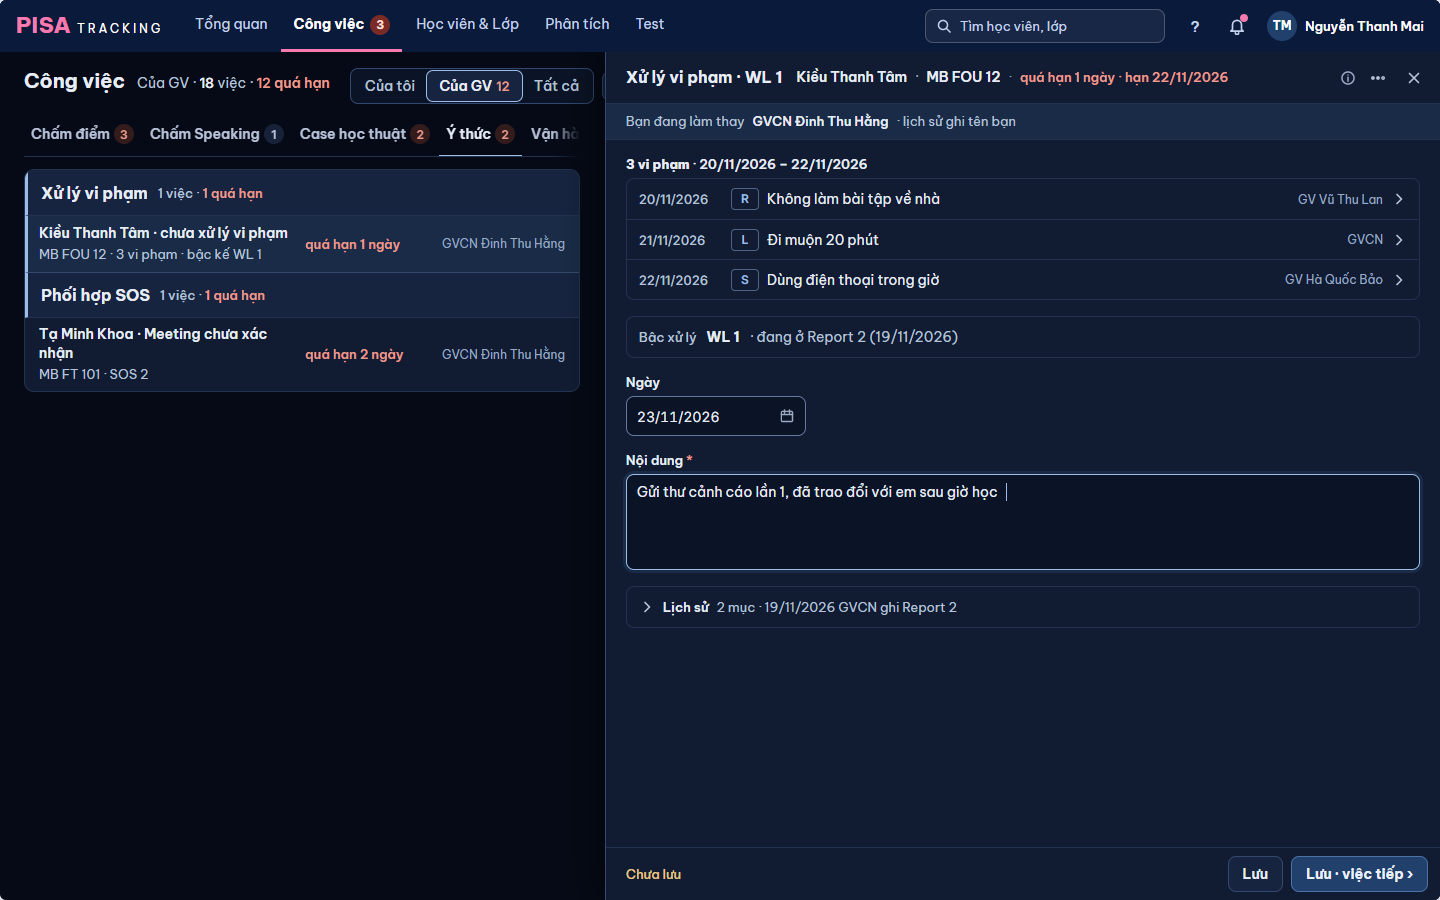 PISA TRACKING Tổng quan Công việc 3 Học viên & Lớp Phân tích Test Tìm học viên, lớp ? TM Nguyễn Thanh Mai
Công việc Của GV · 18 việc · 12 quá hạn Của tôi Của GV 12 Tất cả
Chấm điểm 3 Chấm Speaking 1 Case học thuật 2 Ý thức 2 Vận hà
Xử lý vi phạm 1 việc · 1 quá hạn
Kiều Thanh Tâm · chưa xử lý vi phạm quá hạn 1 ngày GVCN Đinh Thu Hằng
MB FOU 12 · 3 vi phạm · bậc kế WL 1
Phối hợp SOS 1 việc · 1 quá hạn
Tạ Minh Khoa · Meeting chưa xác
nhận
quá hạn 2 ngày GVCN Đinh Thu Hằng
MB FT 101 · SOS 2
Xử lý vi phạm · WL 1 Kiều Thanh Tâm · MB FOU 12 · quá hạn 1 ngày · hạn 22/11/2026
Bạn đang làm thay GVCN Đinh Thu Hằng · lịch sử ghi tên bạn
3 vi phạm · 20/11/2026 – 22/11/2026
20/11/2026 R Không làm bài tập về nhà GV Vũ Thu Lan
21/11/2026 L Đi muộn 20 phút GVCN
22/11/2026 S Dùng điện thoại trong giờ GV Hà Quốc Bảo
Bậc xử lý WL 1 · đang ở Report 2 (19/11/2026)
Ngày
23/11/2026
Nội dung *
Gửi thư cảnh cáo lần 1, đã trao đổi với em sau giờ học
Lịch sử 2 mục · 19/11/2026 GVCN ghi Report 2
Chưa lưu Lưu Lưu · việc tiếp ›